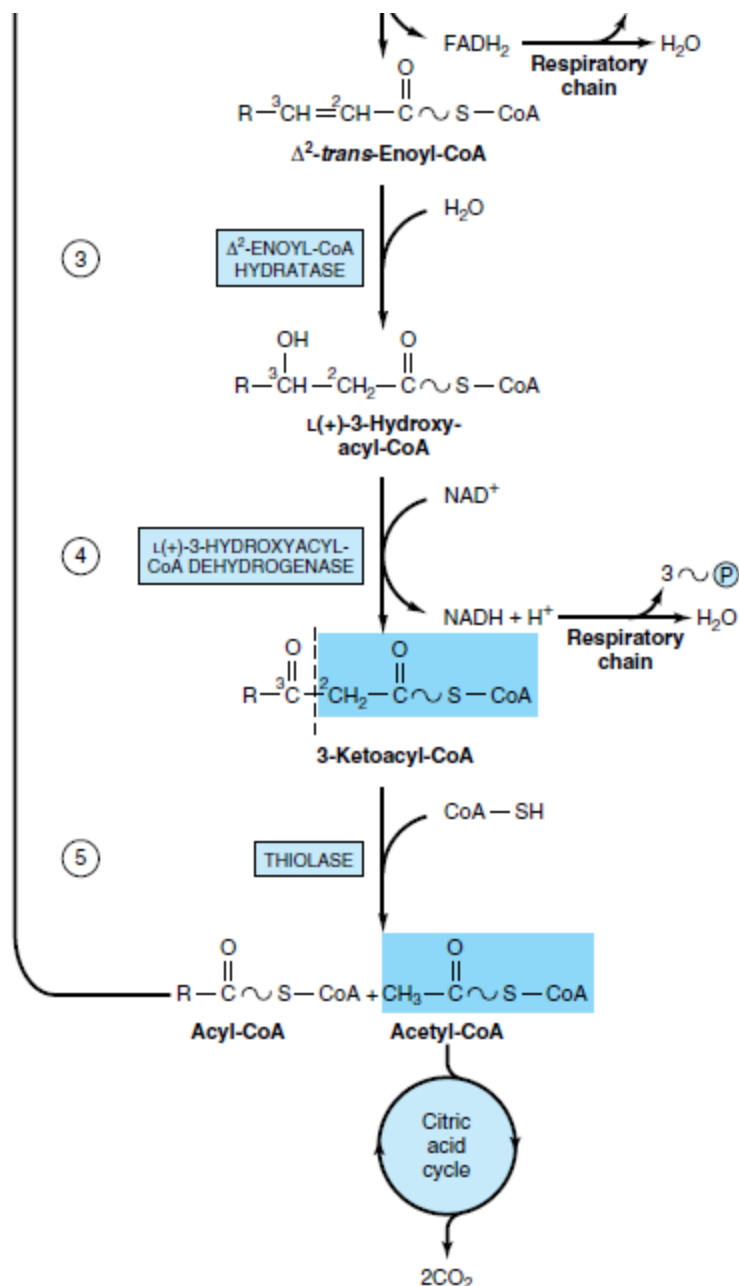 FADH₂
H₂O
Respiratory
chain
O
R—³CH=²CH—C~S—CoA
Δ²-trans-Enoyl-CoA
H₂O
3
Δ²-ENOYL-CoA
HYDRATASE
OH O
R—³CH—²CH₂—C~S—CoA
L(+)-3-Hydroxy-
acyl-CoA
NAD⁺
4
L(+)-3-HYDROXYACYL-
CoA DEHYDROGENASE
3~P
NADH + H⁺
H₂O
Respiratory
chain
O O
R—³C—²CH₂—C~S—CoA
3-Ketoacyl-CoA
CoA—SH
5
THIOLASE
O O
R—C~S—CoA + CH₃—C~S—CoA
Acyl-CoA Acetyl-CoA
Citric
acid
cycle
2CO₂